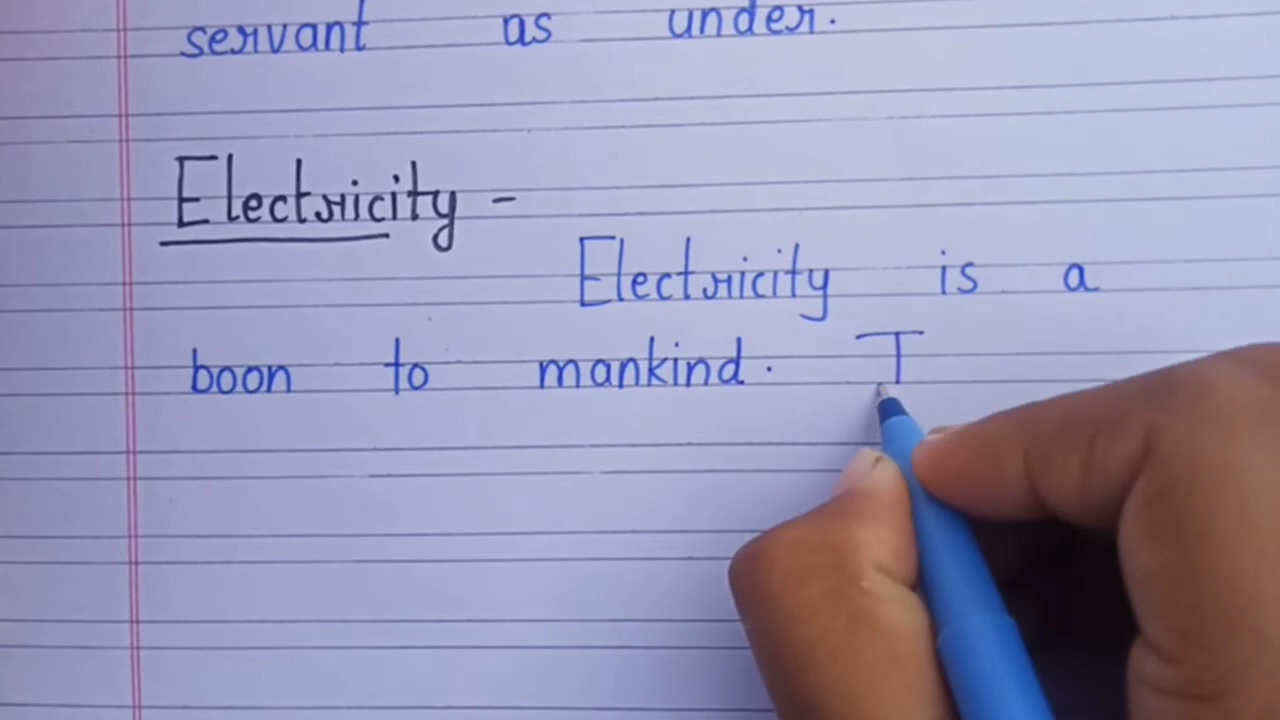 servant as under.
Electricity -
Electricity is a
boon to mankind. T